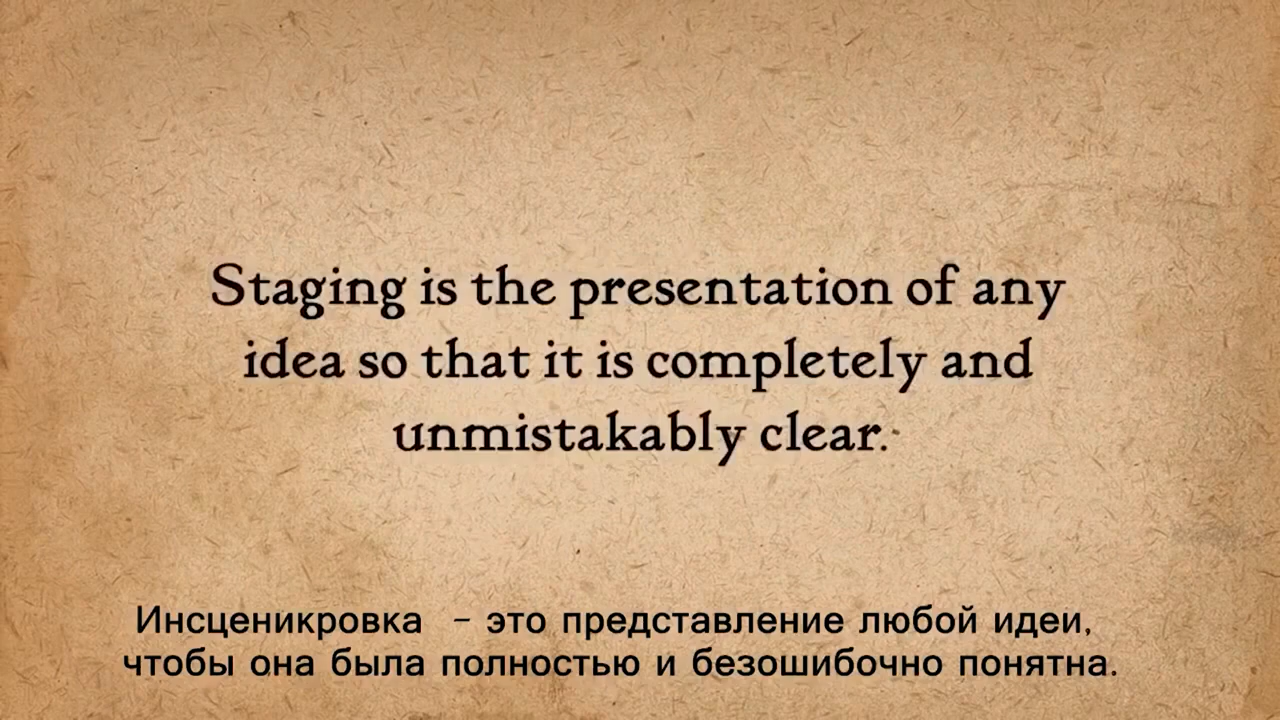 Staging is the presentation of any
idea so that it is completely and
unmistakably clear.
Инсценикровка - это представление любой идеи,
чтобы она была полностью и безошибочно понятна.